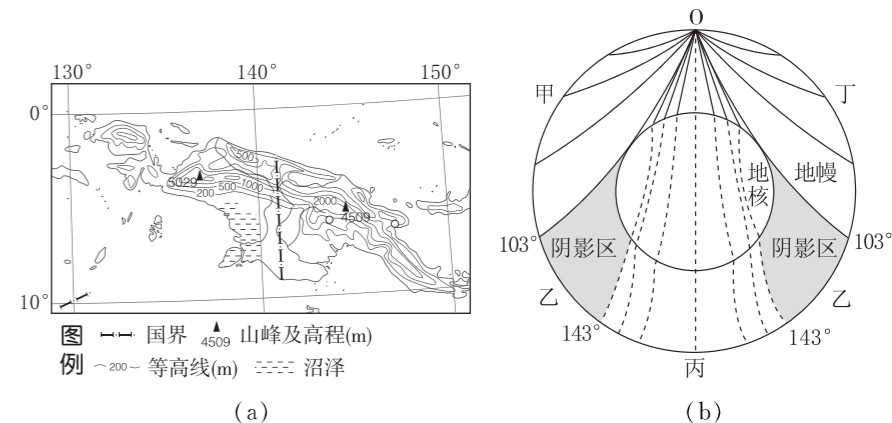 130° 140° 150°
0°
500
5029
200 500 1000
2000
4509
10°
图例
国界
4509 山峰及高程(m)
200 等高线(m)
沼泽
(a)
O
甲 丁
地幔
地核
103° 阴影区 阴影区 103°
乙 乙
143° 143°
丙
(b)